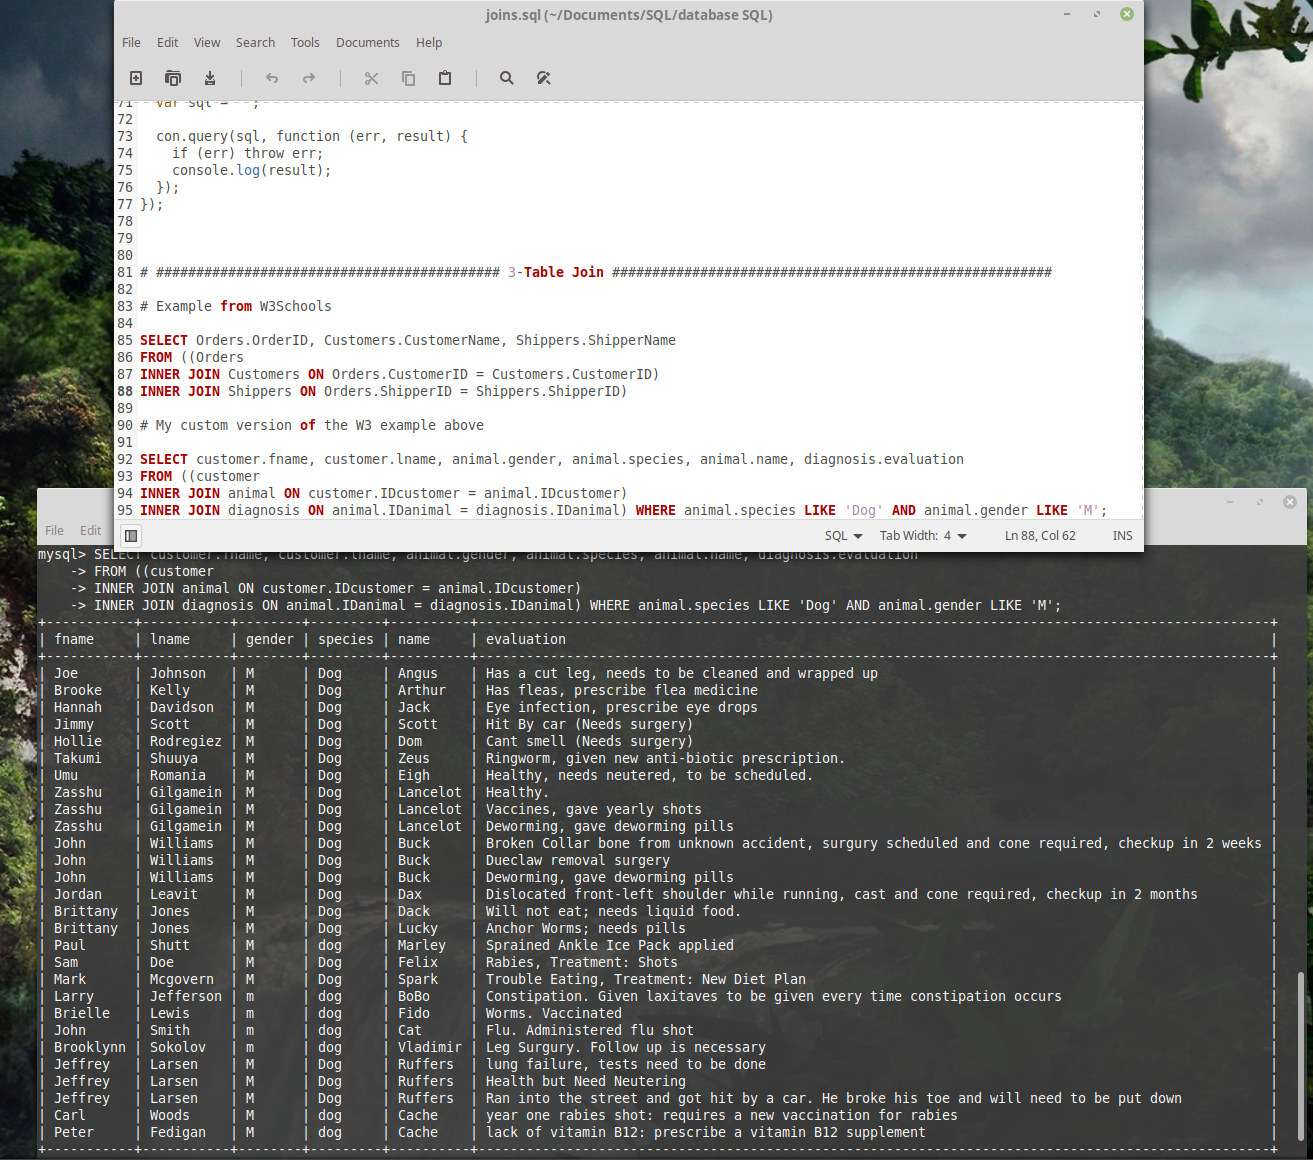 joins.sql (~/Documents/SQL/database SQL)
File Edit View Search Tools Documents Help
71 var sql = " ";
72
73 con.query(sql, function (err, result) {
74 if (err) throw err;
75 console.log(result);
76 });
77 });
78
79
80
81 # ########################################### 3-Table Join #######################################################
82
83 # Example from W3Schools
84
85 SELECT Orders.OrderID, Customers.CustomerName, Shippers.ShipperName
86 FROM ((Orders
87 INNER JOIN Customers ON Orders.CustomerID = Customers.CustomerID)
88 INNER JOIN Shippers ON Orders.ShipperID = Shippers.ShipperID)
89
90 # My custom version of the W3 example above
91
92 SELECT customer.fname, customer.lname, animal.gender, animal.species, animal.name, diagnosis.evaluation
93 FROM ((customer
94 INNER JOIN animal ON customer.IDcustomer = animal.IDcustomer)
95 INNER JOIN diagnosis ON animal.IDanimal = diagnosis.IDanimal) WHERE animal.species LIKE 'Dog' AND animal.gender LIKE 'M';
SQL Tab Width: 4 Ln 88, Col 62 INS
File Edit
mysql> SELECT customer.fname, customer.lname, animal.gender, animal.species, animal.name, diagnosis.evaluation
-> FROM ((customer
-> INNER JOIN animal ON customer.IDcustomer = animal.IDcustomer)
-> INNER JOIN diagnosis ON animal.IDanimal = diagnosis.IDanimal) WHERE animal.species LIKE 'Dog' AND animal.gender LIKE 'M';
| fname | lname | gender | species | name | evaluation |
| Joe | Johnson | M | Dog | Angus | Has a cut leg, needs to be cleaned and wrapped up |
| Brooke | Kelly | M | Dog | Arthur | Has fleas, prescribe flea medicine |
| Hannah | Davidson | M | Dog | Jack | Eye infection, prescribe eye drops |
| Jimmy | Scott | M | Dog | Scott | Hit By car (Needs surgery) |
| Hollie | Rodregiez | M | Dog | Dom | Cant smell (Needs surgery) |
| Takumi | Shuuya | M | Dog | Zeus | Ringworm, given new anti-biotic prescription. |
| Umu | Romania | M | Dog | Eigh | Healthy, needs neutered, to be scheduled. |
| Zasshu | Gilgamein | M | Dog | Lancelot | Healthy. |
| Zasshu | Gilgamein | M | Dog | Lancelot | Vaccines, gave yearly shots |
| Zasshu | Gilgamein | M | Dog | Lancelot | Deworming, gave deworming pills |
| John | Williams | M | Dog | Buck | Broken Collar bone from unknown accident, surgury scheduled and cone required, checkup in 2 weeks |
| John | Williams | M | Dog | Buck | Dueclaw removal surgery |
| John | Williams | M | Dog | Buck | Deworming, gave deworming pills |
| Jordan | Leavit | M | Dog | Dax | Dislocated front-left shoulder while running, cast and cone required, checkup in 2 months |
| Brittany | Jones | M | Dog | Dack | Will not eat; needs liquid food. |
| Brittany | Jones | M | Dog | Lucky | Anchor Worms; needs pills |
| Paul | Shutt | M | dog | Marley | Sprained Ankle Ice Pack applied |
| Sam | Doe | M | Dog | Felix | Rabies, Treatment: Shots |
| Mark | Mcgovern | M | Dog | Spark | Trouble Eating, Treatment: New Diet Plan |
| Larry | Jefferson | m | dog | BoBo | Constipation. Given laxitaves to be given every time constipation occurs |
| Brielle | Lewis | m | dog | Fido | Worms. Vaccinated |
| John | Smith | m | dog | Cat | Flu. Administered flu shot |
| Brooklynn | Sokolov | m | dog | Vladimir | Leg Surgury. Follow up is necessary |
| Jeffrey | Larsen | M | Dog | Ruffers | lung failure, tests need to be done |
| Jeffrey | Larsen | M | Dog | Ruffers | Health but Need Neutering |
| Jeffrey | Larsen | M | Dog | Ruffers | Ran into the street and got hit by a car. He broke his toe and will need to be put down |
| Carl | Woods | M | dog | Cache | year one rabies shot: requires a new vaccination for rabies |
| Peter | Fedigan | M | dog | Cache | lack of vitamin B12: prescribe a vitamin B12 supplement |